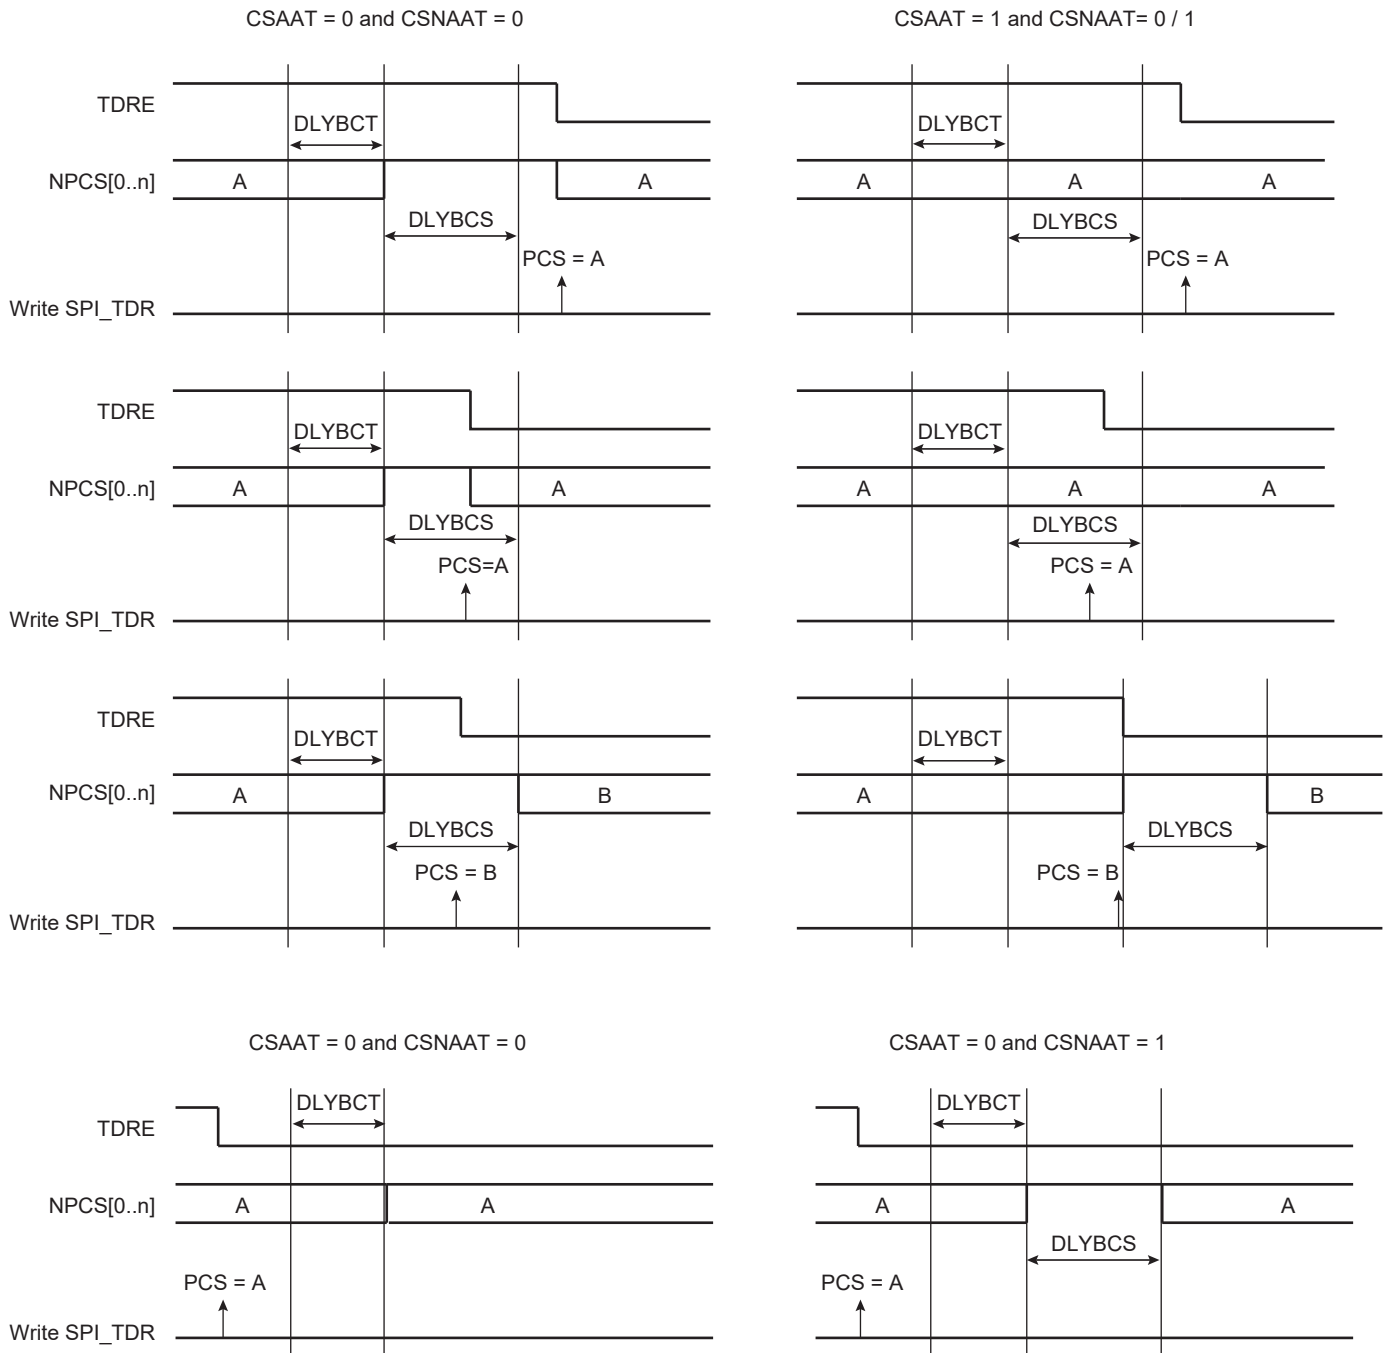 CSAAT = 0 and CSNAAT = 0
CSAAT = 1 and CSNAAT= 0 / 1
TDRE
DLYBCT
DLYBCT
NPCS[0..n]
A
A
A
A
A
DLYBCS
DLYBCS
PCS = A
PCS = A
Write SPI_TDR
TDRE
DLYBCT
DLYBCT
NPCS[0..n]
A
A
A
A
A
DLYBCS
DLYBCS
PCS=A
PCS = A
Write SPI_TDR
TDRE
DLYBCT
DLYBCT
NPCS[0..n]
A
B
A
B
DLYBCS
DLYBCS
PCS = B
PCS = B
Write SPI_TDR
CSAAT = 0 and CSNAAT = 0
CSAAT = 0 and CSNAAT = 1
DLYBCT
DLYBCT
TDRE
NPCS[0..n]
A
A
A
A
DLYBCS
PCS = A
PCS = A
Write SPI_TDR